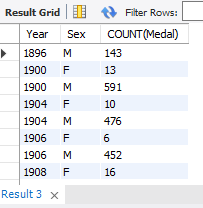 Result Grid Filter Rows:
Year Sex COUNT(Medal)
1896 M 143
1900 F 13
1900 M 591
1904 F 10
1904 M 476
1906 F 6
1906 M 452
1908 F 16
Result 3 ×